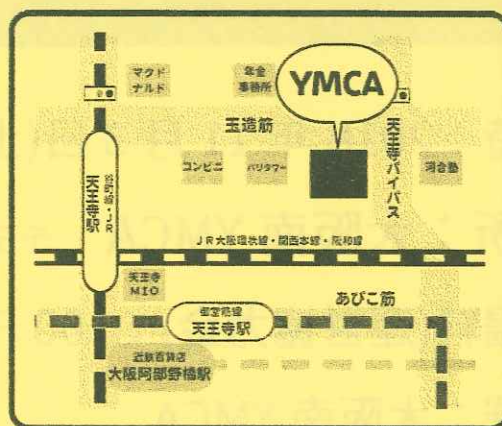 マクド
ナルド
年金
事務所
YMCA
玉造筋
コンビニ
バリタワー
天王寺バイパス
河合塾
谷町線・JR
天王寺駅
JR大阪環状線・関西本線・阪和線
天王寺
MIO
あびこ筋
御堂筋線
天王寺駅
近鉄百貨店
大阪阿部野橋駅